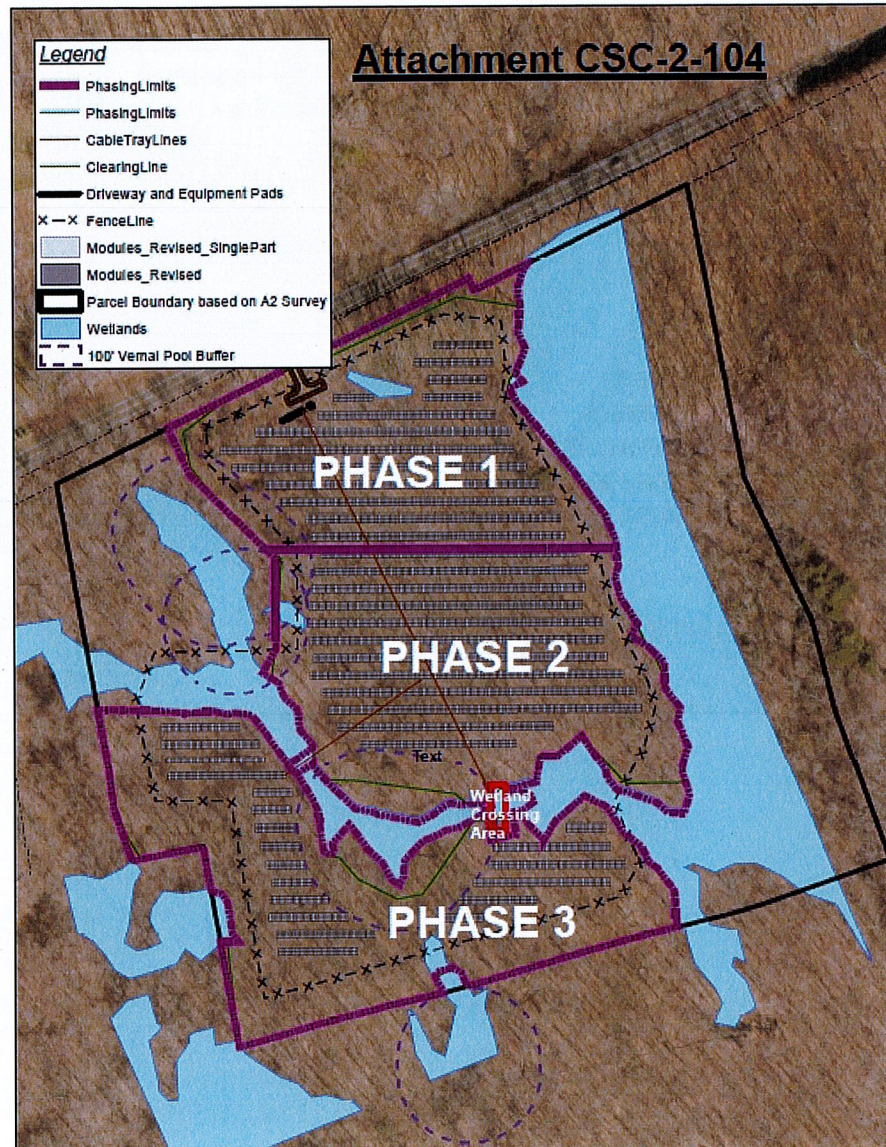 Attachment CSC-2-104
Legend
PhasingLimits
PhasingLimits
CableTrayLines
ClearingLine
Driveway and Equipment Pads
FenceLine
Modules_Revised_SinglePart
Modules_Revised
Parcel Boundary based on A2 Survey
Wetlands
100' Vernal Pool Buffer
PHASE 1
PHASE 2
Text
Wetland
Crossing
Area
PHASE 3